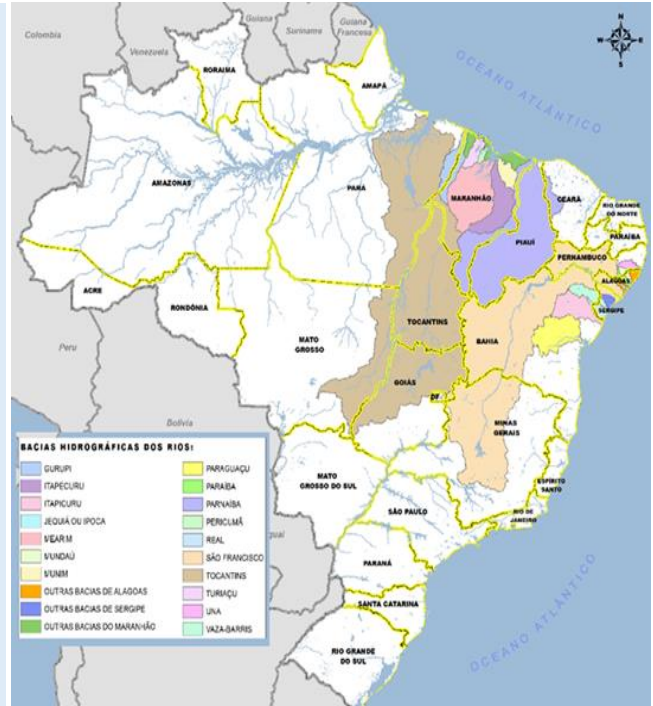 N
W
E
S
Colombia
Venezuela
Guiana
Suriname
Guiana
Francesa
OCEANO ATLÂNTICO
RORAIMA
AMAPÁ
AMAZONAS
PARÁ
MARANHÃO
CEARÁ
RIO GRANDE
DO NORTE
PARAÍBA
PIAUÍ
PERNAMBUCO
ALAGOAS
SERGIPE
ACRE
RONDÔNIA
TOCANTINS
MATO
GROSSO
BAHIA
Peru
GOIÁS
DF
Bolívia
MINAS
GERAIS
ESPÍRITO
SANTO
MATO
GROSSO DO SUL
SÃO PAULO
RIO DE
JANEIRO
PARANÁ
SANTA CATARINA
RIO GRANDE
DO SUL
OCEANO ATLÂNTICO
BACIAS HIDROGRÁFICAS DOS RIOS:
GURUPI
ITAPECURU
ITAPICURU
JEQUIÁ OU IPOCA
MEARIM
MUNDAÚ
MUNIM
OUTRAS BACIAS DE ALAGOAS
OUTRAS BACIAS DE SERGIPE
OUTRAS BACIAS DO MARANHÃO
PARAGUAÇU
PARAÍBA
PARNAÍBA
PERICUMÃ
REAL
SÃO FRANCISCO
TOCANTINS
TURIAÇU
UNA
VAZA-BARRIS